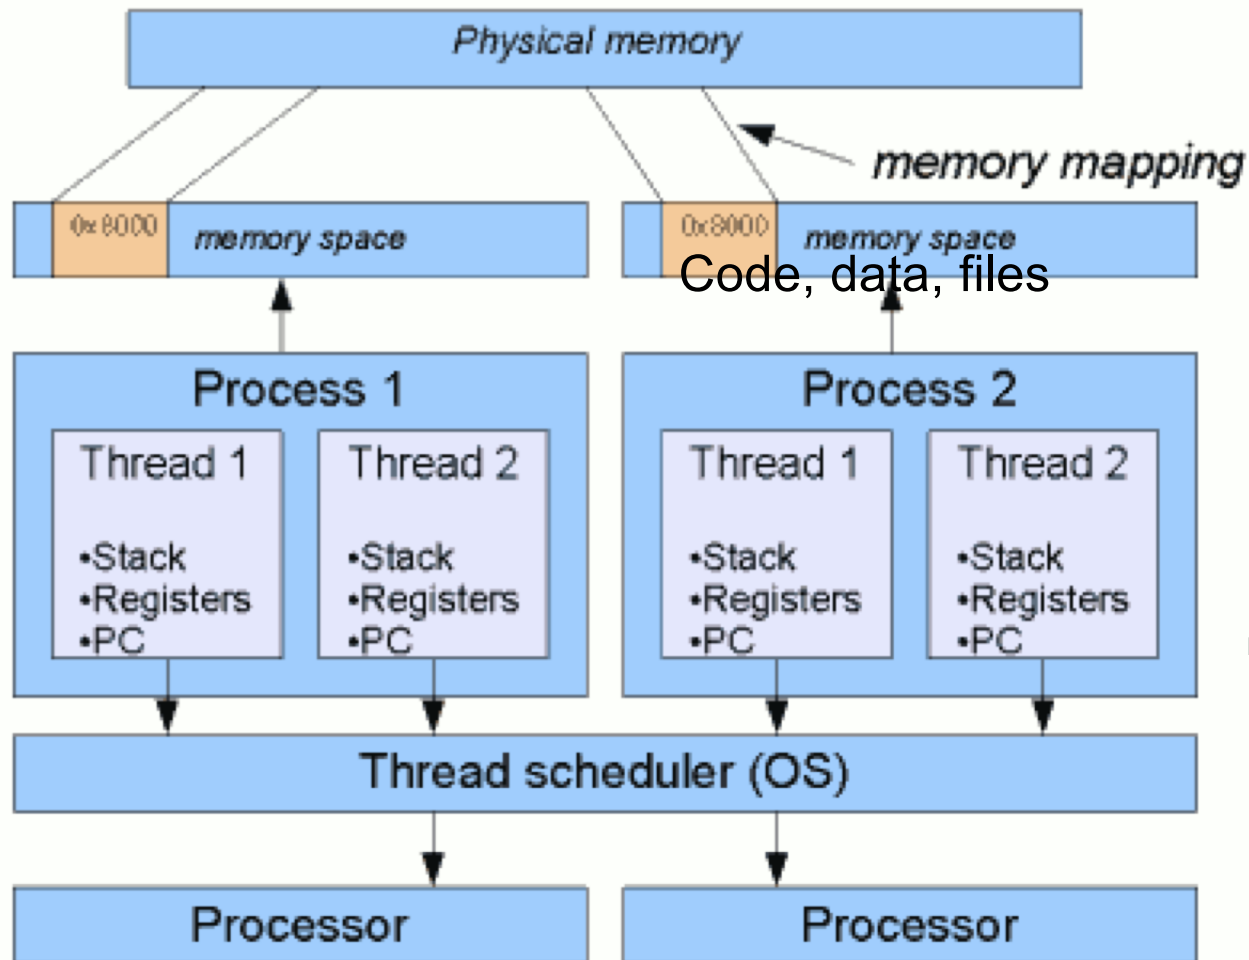 Physical memory
memory mapping
0x8000
memory space
0x8000
memory space
Code, data, files
Process 1
Process 2
Thread 1
Thread 2
Thread 1
Thread 2
•Stack
•Registers
•PC
•Stack
•Registers
•PC
•Stack
•Registers
•PC
•Stack
•Registers
•PC
Thread scheduler (OS)
Processor
Processor